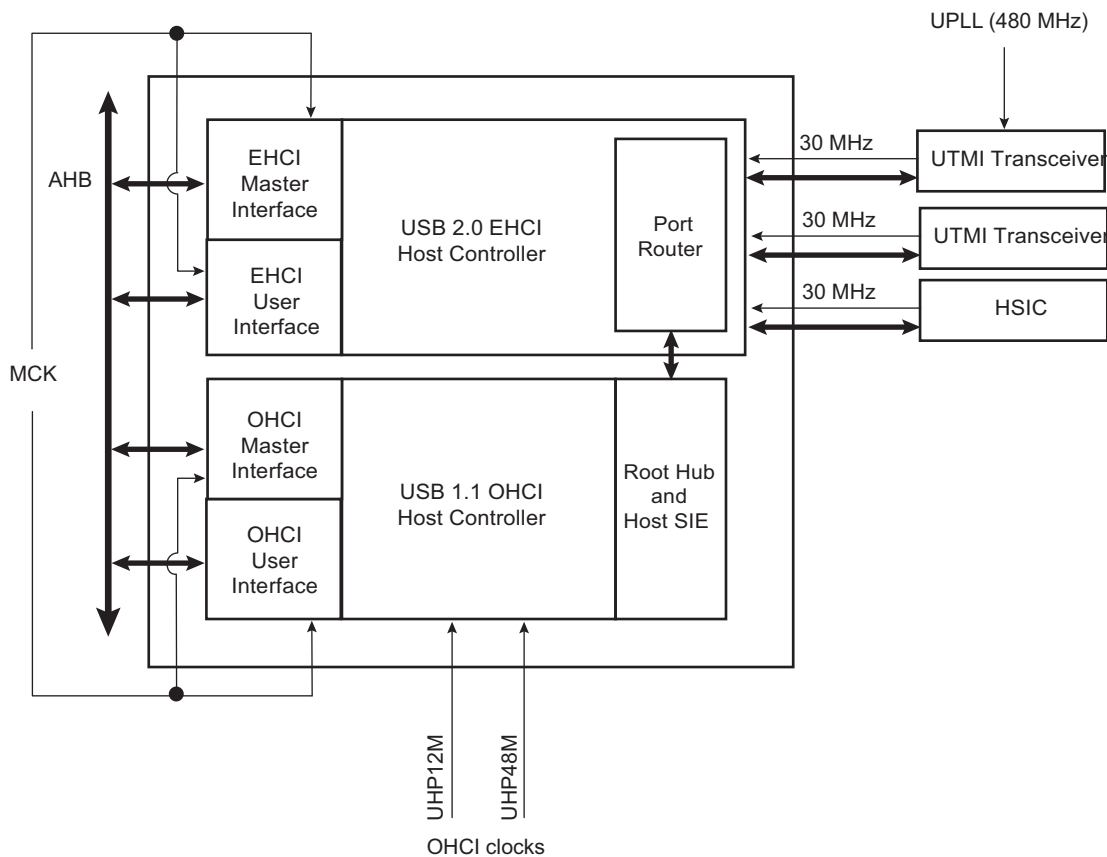 UPLL (480 MHz)
AHB
EHCI
Master
Interface
USB 2.0 EHCI
Host Controller
Port
Router
30 MHz
UTMI Transceiver
30 MHz
UTMI Transceiver
EHCI
User
Interface
30 MHz
HSIC
MCK
OHCI
Master
Interface
USB 1.1 OHCI
Host Controller
Root Hub
and
Host SIE
OHCI
User
Interface
UHP12M
UHP48M
OHCI clocks